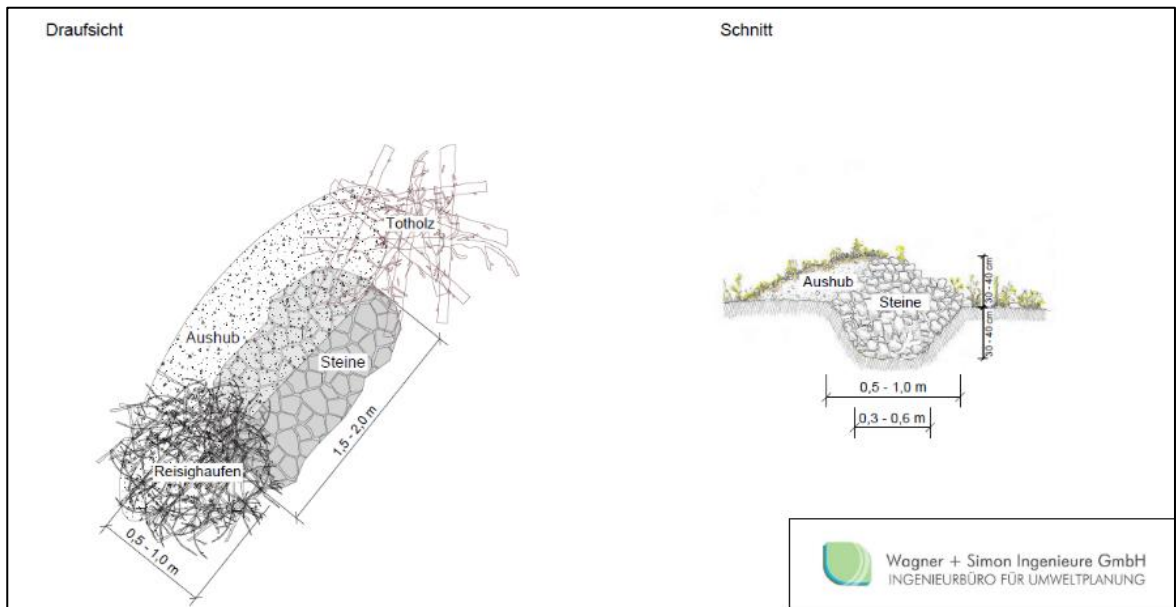 Draufsicht
Totholz
Aushub
Steine
1,5 - 2,0 m
Reisighaufen
0,5 - 1,0 m
Schnitt
Aushub
Steine
30 - 40 cm
30 - 40 cm
0,5 - 1,0 m
0,3 - 0,6 m
Wagner + Simon Ingenieure GmbH
INGENIEURBÜRO FÜR UMWELTPLANUNG